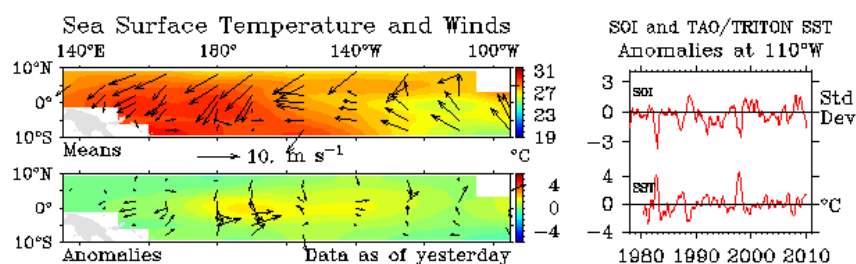 Sea Surface Temperature and Winds
140°E 180° 140°W 100°W
10°N
0°
10°S
31
27
23
19
Means
10. m s⁻¹
°C
10°N
0°
10°S
4
0
-4
Anomalies
Data as of yesterday
SOI and TAO/TRITON SST
Anomalies at 110°W
3
0
-3
SOI
Std
Dev
4
0
-4
SST
°C
1980 1990 2000 2010